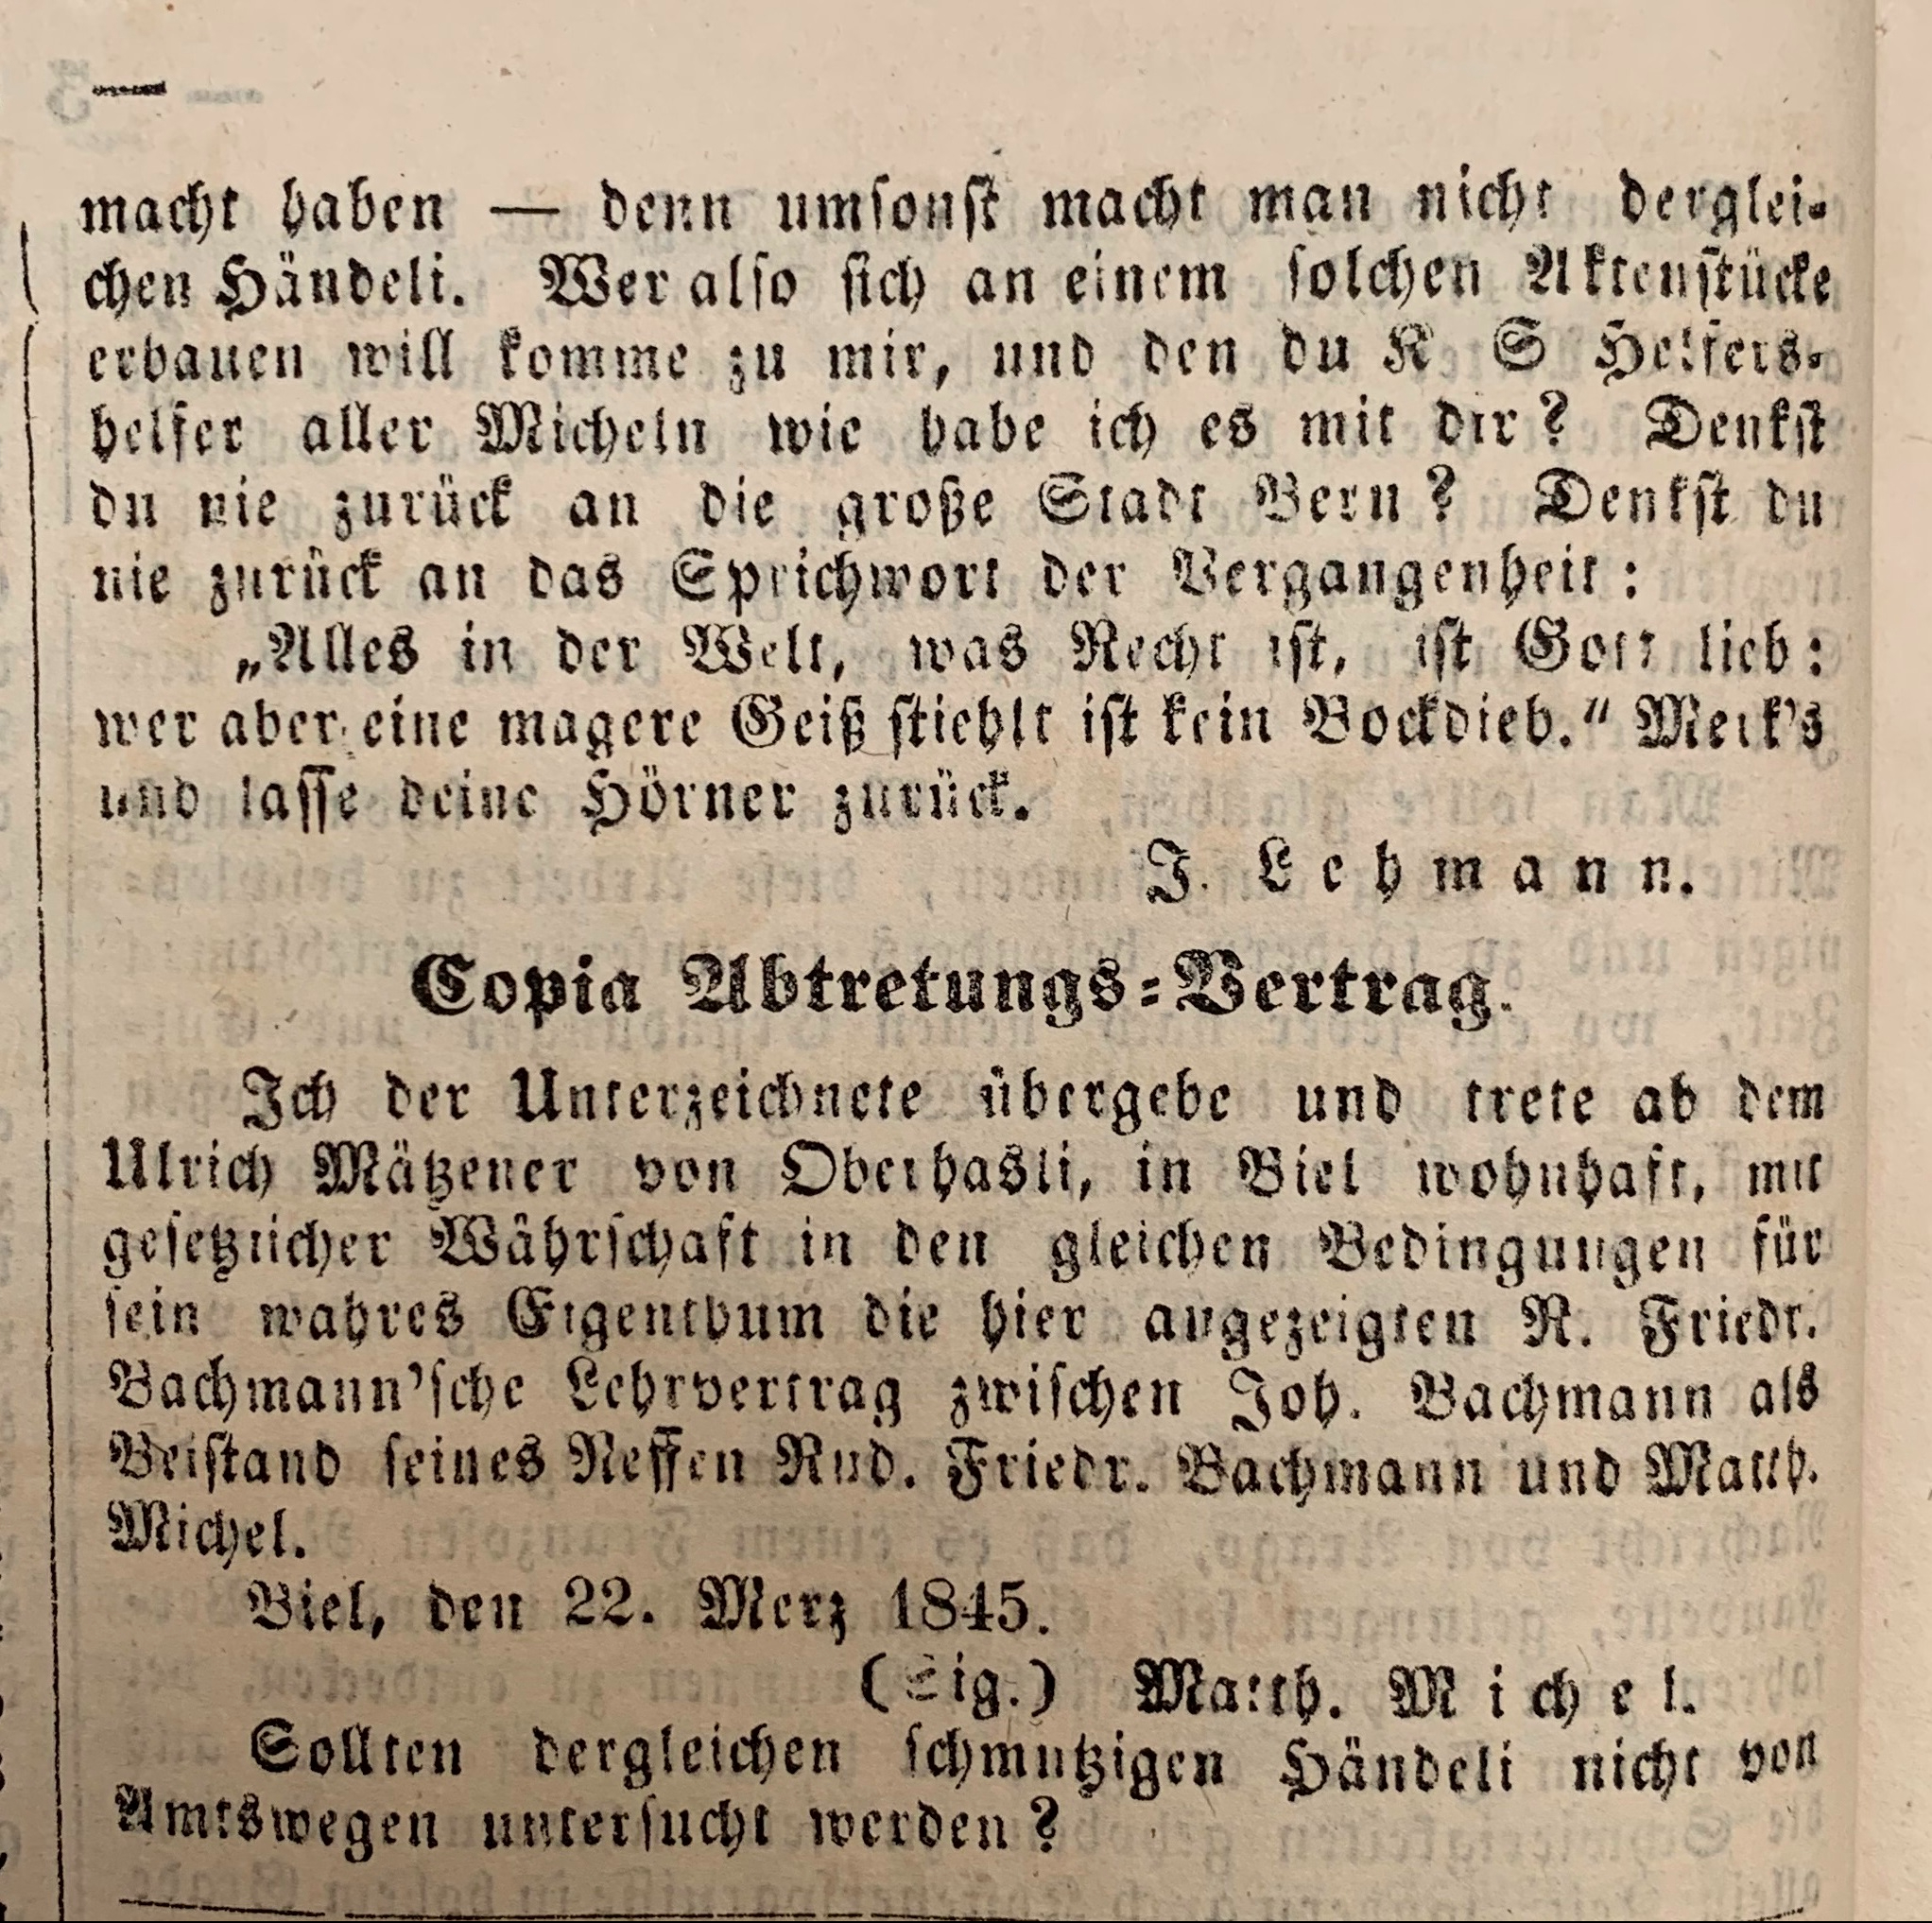 macht haben — denn umsonst macht man nicht derglei-
chen Händeli. Wer also sich an einem solchen Aktenstücke
erbauen will komme zu mir, und den du K S Helfers-
helfer aller Micheln wie habe ich es mit dir? Denkst
du nie zurück an die große Stadt Bern? Denkst du
nie zurück an das Sprichwort der Vergangenheit:
„Alles in der Welt, was Recht ist, ist Gott lieb:
wer aber eine magere Geiß stiehlt ist kein Bockdieb.“ Merk's
und lasse deine Hörner zurück.
J. Lehmann.
Copia Abtretungs-Vertrag.
Ich der Unterzeichnete übergebe und trete ab dem
Ulrich Mätzener von Oberhasli, in Biel wohnhaft, mit
gesetzlicher Währschaft in den gleichen Bedingungen für
sein wahres Eigenthum die hier angezeigten R. Friedr.
Bachmann'sche Lehrvertrag zwischen Joh. Bachmann als
Beistand seines Neffen Rud. Friedr. Bachmann und Matth.
Michel.
Biel, den 22. Merz 1845.
(Sig.) Matth. Michel.
Sollten dergleichen schmutzigen Händeli nicht von
Amtswegen untersucht werden?